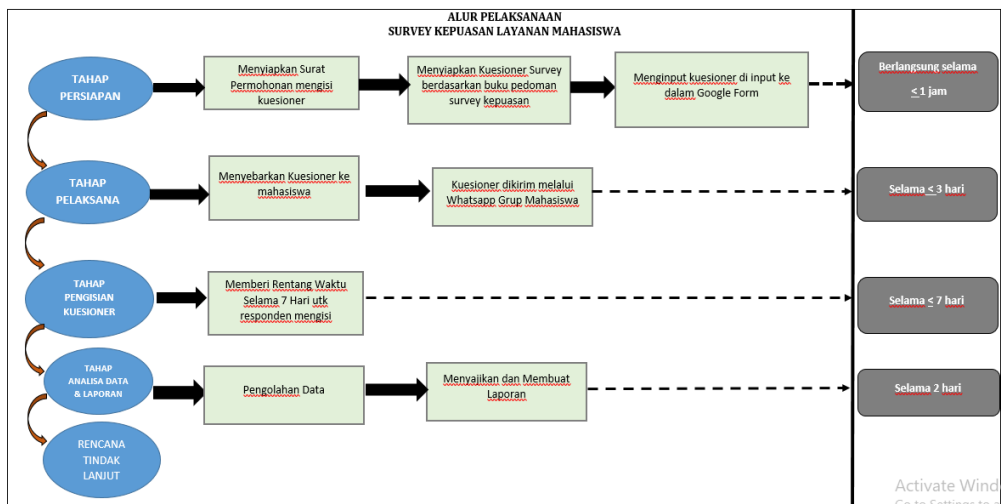 ALUR PELAKSANAAN
SURVEY KEPUASAN LAYANAN MAHASISWA
TAHAP
PERSIAPAN
Menyiapkan Surat
Permohonan mengisi
kuesioner
Menyiapkan Kuesioner Survey
berdasarkan buku pedoman
survey kepuasan
Menginput kuesioner di input ke
dalam Google Form
Berlangsung selama
≤ 1 jam
TAHAP
PELAKSANA
Menyebarkan Kuesioner ke
mahasiswa
Kuesioner dikirim melalui
Whatsapp Grup Mahasiswa
Selama ≤ 3 hari
TAHAP
PENGISIAN
KUESIONER
Memberi Rentang Waktu
Selama 7 Hari utk
responden mengisi
Selama ≤ 7 hari
TAHAP
ANALISA DATA
& LAPORAN
Pengolahan Data
Menyajikan dan Membuat
Laporan
Selama 2 hari
RENCANA
TINDAK
LANJUT
Activate Wind